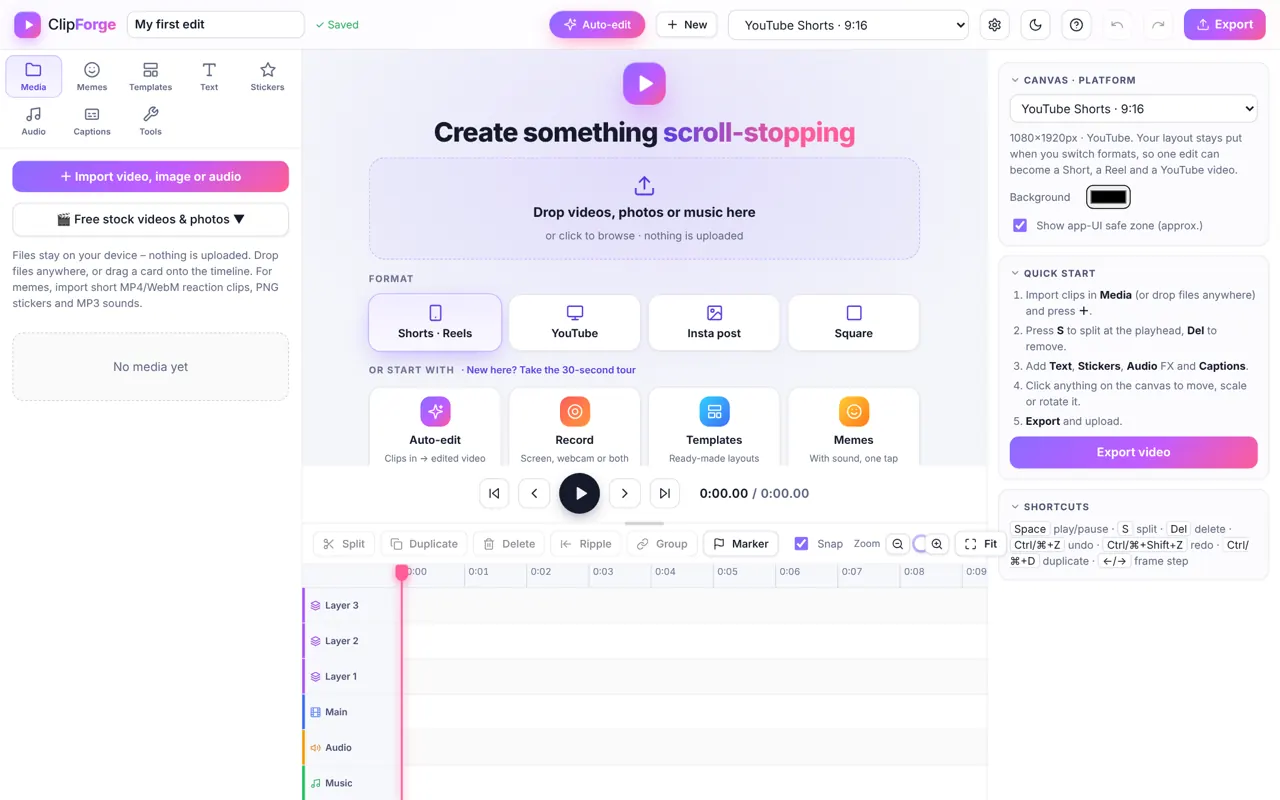 ClipForge
My first edit
✓ Saved
Auto-edit
+ New
YouTube Shorts · 9:16
Export
Media
Memes
Templates
Text
Stickers
Audio
Captions
Tools
+ Import video, image or audio
🎬 Free stock videos & photos ▼
Files stay on your device – nothing is uploaded. Drop
files anywhere, or drag a card onto the timeline. For
memes, import short MP4/WebM reaction clips, PNG
stickers and MP3 sounds.
No media yet
Create something scroll-stopping
Drop videos, photos or music here
or click to browse · nothing is uploaded
FORMAT
Shorts · Reels
YouTube
Insta post
Square
OR START WITH · New here? Take the 30-second tour
Auto-edit
Clips in → edited video
Record
Screen, webcam or both
Templates
Ready-made layouts
Memes
With sound, one tap
0:00.00 / 0:00.00
Split
Duplicate
Delete
Ripple
Group
Marker
Snap
Zoom
Fit
0:00
0:01
0:02
0:03
0:04
0:05
0:06
0:07
0:08
0:09
Layer 3
Layer 2
Layer 1
Main
Audio
Music
CANVAS · PLATFORM
YouTube Shorts · 9:16
1080×1920px · YouTube. Your layout stays put
when you switch formats, so one edit can
become a Short, a Reel and a YouTube video.
Background
Show app-UI safe zone (approx.)
QUICK START
1. Import clips in Media (or drop files anywhere)
and press +.
2. Press S to split at the playhead, Del to
remove.
3. Add Text, Stickers, Audio FX and Captions.
4. Click anything on the canvas to move, scale
or rotate it.
5. Export and upload.
Export video
SHORTCUTS
Space play/pause · S split · Del delete ·
Ctrl/⌘+Z undo · Ctrl/⌘+Shift+Z redo · Ctrl/
⌘+D duplicate · ←/→ frame step